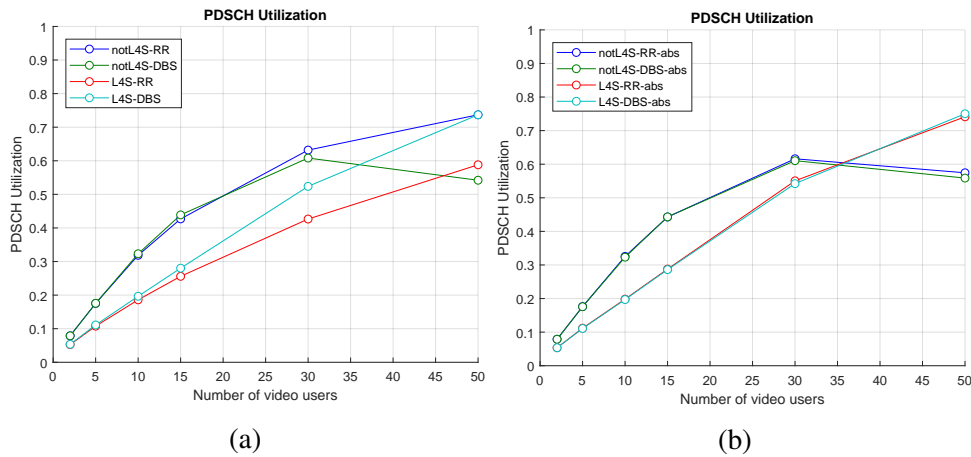 PDSCH Utilization
PDSCH Utilization
1
0.9
0.8
0.7
0.6
0.5
0.4
0.3
0.2
0.1
0
notL4S-RR
notL4S-DBS
L4S-RR
L4S-DBS
0 5 10 15 20 25 30 35 40 45 50
Number of video users
(a)
PDSCH Utilization
PDSCH Utilization
1
0.9
0.8
0.7
0.6
0.5
0.4
0.3
0.2
0.1
0
notL4S-RR-abs
notL4S-DBS-abs
L4S-RR-abs
L4S-DBS-abs
0 5 10 15 20 25 30 35 40 45 50
Number of video users
(b)